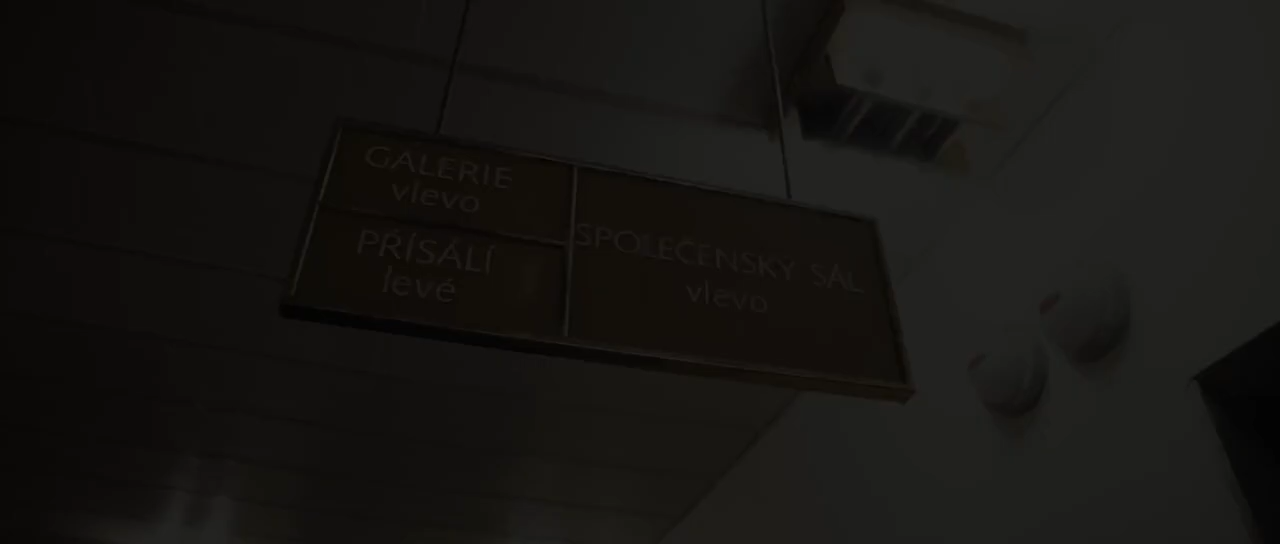 GALERIE
vlevo
PŘÍSÁLÍ
levé
SPOLEČENSKÝ SÁL
vlevo